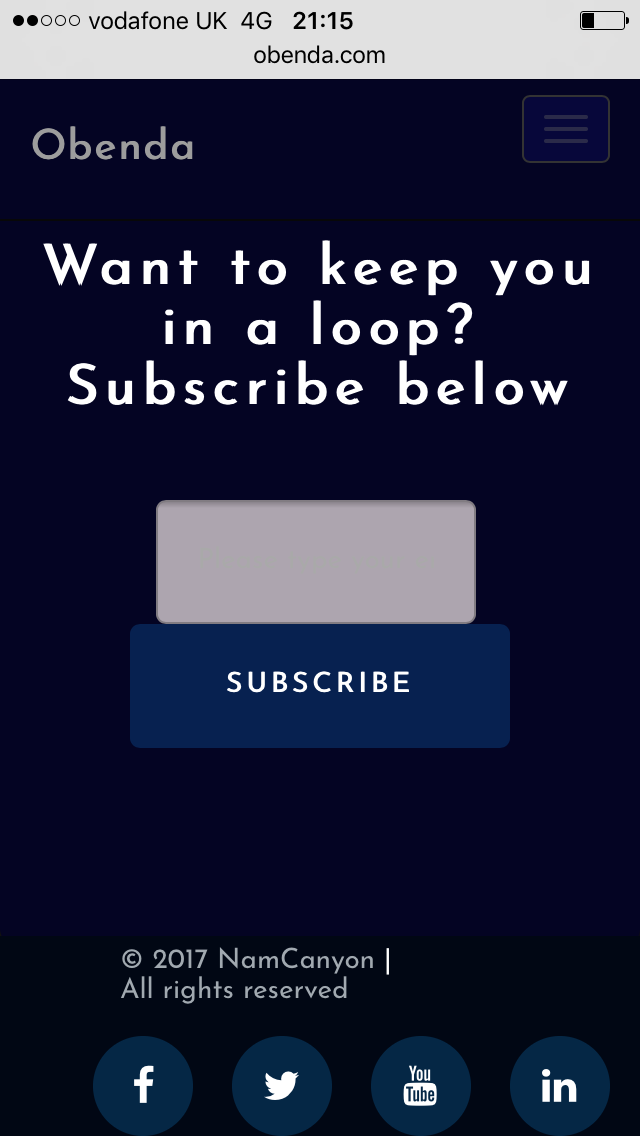 vodafone UK 4G 21:15
obenda.com
Obenda
Want to keep you
in a loop?
Subscribe below
SUBSCRIBE
© 2017 NamCanyon |
All rights reserved
f You Tube in